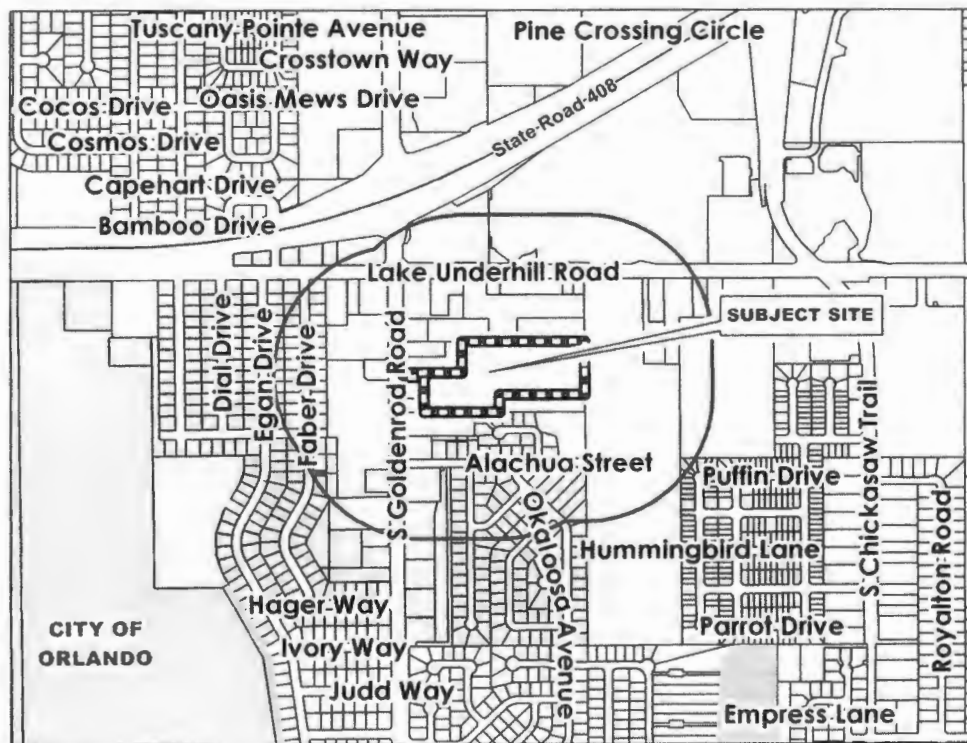 Tuscany Pointe Avenue
Pine Crossing Circle
Crosstown Way
Cocos Drive
Oasis Mews Drive
State Road 408
Cosmos Drive
Capehart Drive
Bamboo Drive
Lake Underhill Road
SUBJECT SITE
Dial Drive
Egan Drive
Faber Drive
S Goldenrod Road
S Chickasaw Trail
Alachua Street
Puffin Drive
Okaloosa Avenue
Hummingbird Lane
Royalton Road
Hager Way
CITY OF
ORLANDO
Ivory Way
Parrot Drive
Judd Way
Empress Lane